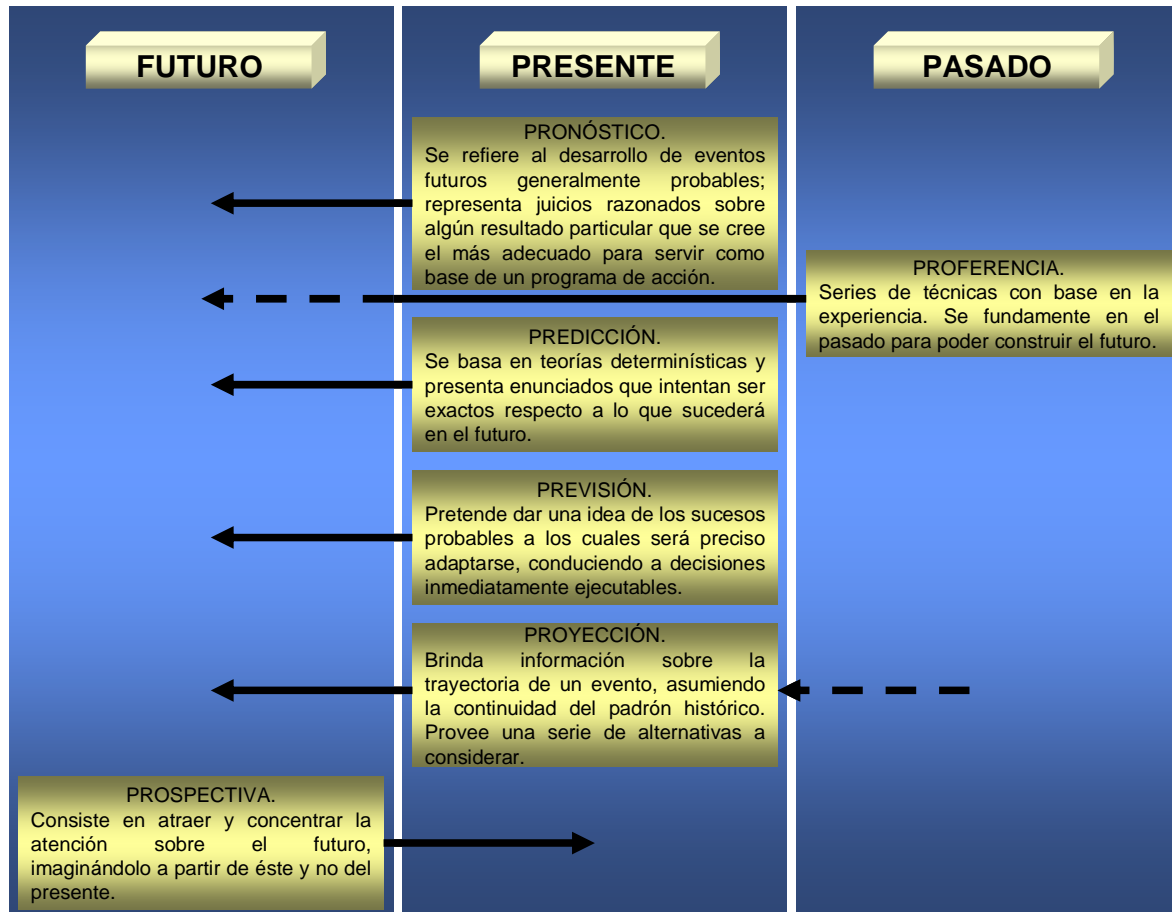 FUTURO
PRESENTE
PASADO
PRONÓSTICO.
Se refiere al desarrollo de eventos
futuros generalmente probables;
representa juicios razonados sobre
algún resultado particular que se cree
el más adecuado para servir como
base de un programa de acción.
PROFERENCIA.
Series de técnicas con base en la
experiencia. Se fundamente en el
pasado para poder construir el futuro.
PREDICCIÓN.
Se basa en teorías determinísticas y
presenta enunciados que intentan ser
exactos respecto a lo que sucederá
en el futuro.
PREVISIÓN.
Pretende dar una idea de los sucesos
probables a los cuales será preciso
adaptarse, conduciendo a decisiones
inmediatamente ejecutables.
PROYECCIÓN.
Brinda información sobre la
trayectoria de un evento, asumiendo
la continuidad del padrón histórico.
Provee una serie de alternativas a
considerar.
PROSPECTIVA.
Consiste en atraer y concentrar la
atención sobre el futuro,
imaginándolo a partir de éste y no del
presente.